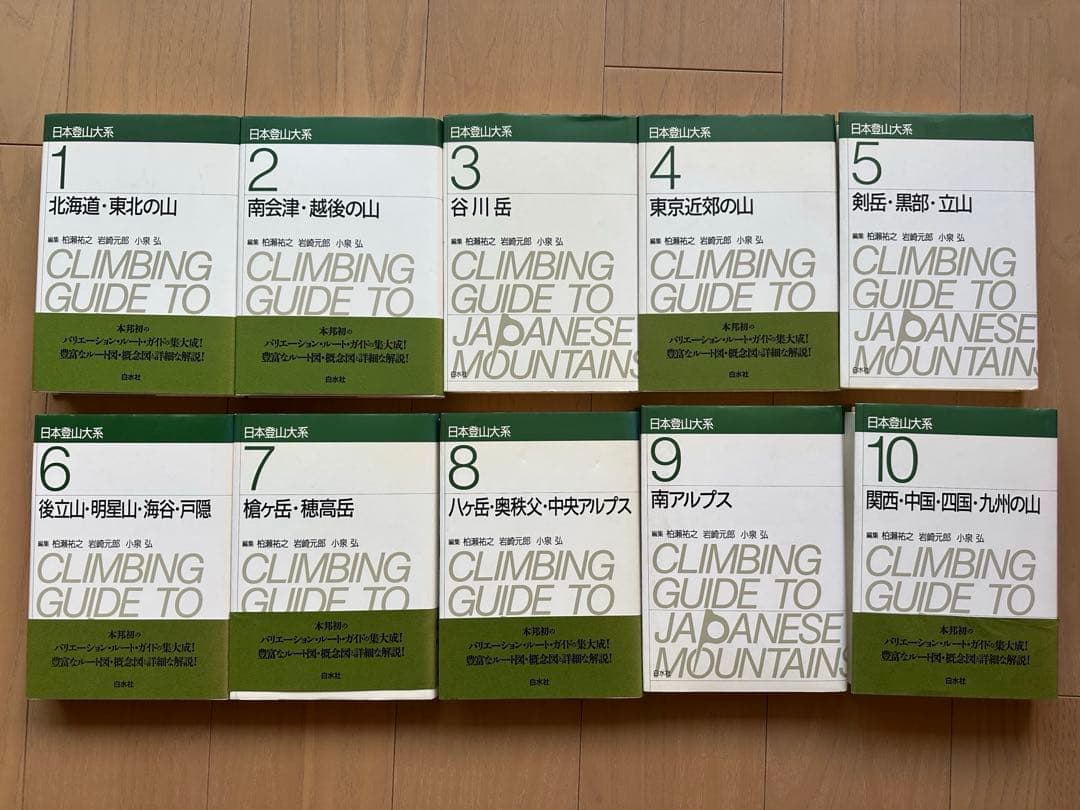 日本登山大系
1
北海道・東北の山
編集 柏瀬祐之 岩崎元郎 小泉 弘
CLIMBING
GUIDE TO
本邦初の
バリエーション・ルート・ガイドの集大成!
豊富なルート図・概念図と詳細な解説!
白水社
日本登山大系
2
南会津・越後の山
編集 柏瀬祐之 岩崎元郎 小泉 弘
CLIMBING
GUIDE TO
本邦初の
バリエーション・ルート・ガイドの集大成!
豊富なルート図・概念図と詳細な解説!
白水社
日本登山大系
3
谷川岳
編集 柏瀬祐之 岩崎元郎 小泉 弘
CLIMBING
GUIDE TO
JAPANESE
MOUNTAINS
白水社
日本登山大系
4
東京近郊の山
編集 柏瀬祐之 岩崎元郎 小泉 弘
CLIMBING
GUIDE TO
本邦初の
バリエーション・ルート・ガイドの集大成!
豊富なルート図・概念図と詳細な解説!
白水社
日本登山大系
5
剣岳・黒部・立山
編集 柏瀬祐之 岩崎元郎 小泉 弘
CLIMBING
GUIDE TO
JAPANESE
MOUNTAINS
白水社
日本登山大系
6
後立山・明星山・海谷・戸隠
編集 柏瀬祐之 岩崎元郎 小泉 弘
CLIMBING
GUIDE TO
本邦初の
バリエーション・ルート・ガイドの集大成!
豊富なルート図・概念図と詳細な解説!
白水社
日本登山大系
7
槍ヶ岳・穂高岳
編集 柏瀬祐之 岩崎元郎 小泉 弘
CLIMBING
GUIDE TO
本邦初の
バリエーション・ルート・ガイドの集大成!
豊富なルート図・概念図と詳細な解説!
白水社
日本登山大系
8
八ヶ岳・奥秩父・中央アルプス
編集 柏瀬祐之 岩崎元郎 小泉 弘
CLIMBING
GUIDE TO
本邦初の
バリエーション・ルート・ガイドの集大成!
豊富なルート図・概念図と詳細な解説!
白水社
日本登山大系
9
南アルプス
編集 柏瀬祐之 岩崎元郎 小泉 弘
CLIMBING
GUIDE TO
JAPANESE
MOUNTAINS
白水社
日本登山大系
10
関西・中国・四国・九州の山
編集 柏瀬祐之 岩崎元郎 小泉 弘
CLIMBING
GUIDE TO
本邦初の
バリエーション・ルート・ガイドの集大成!
豊富なルート図・概念図と詳細な解説!
白水社